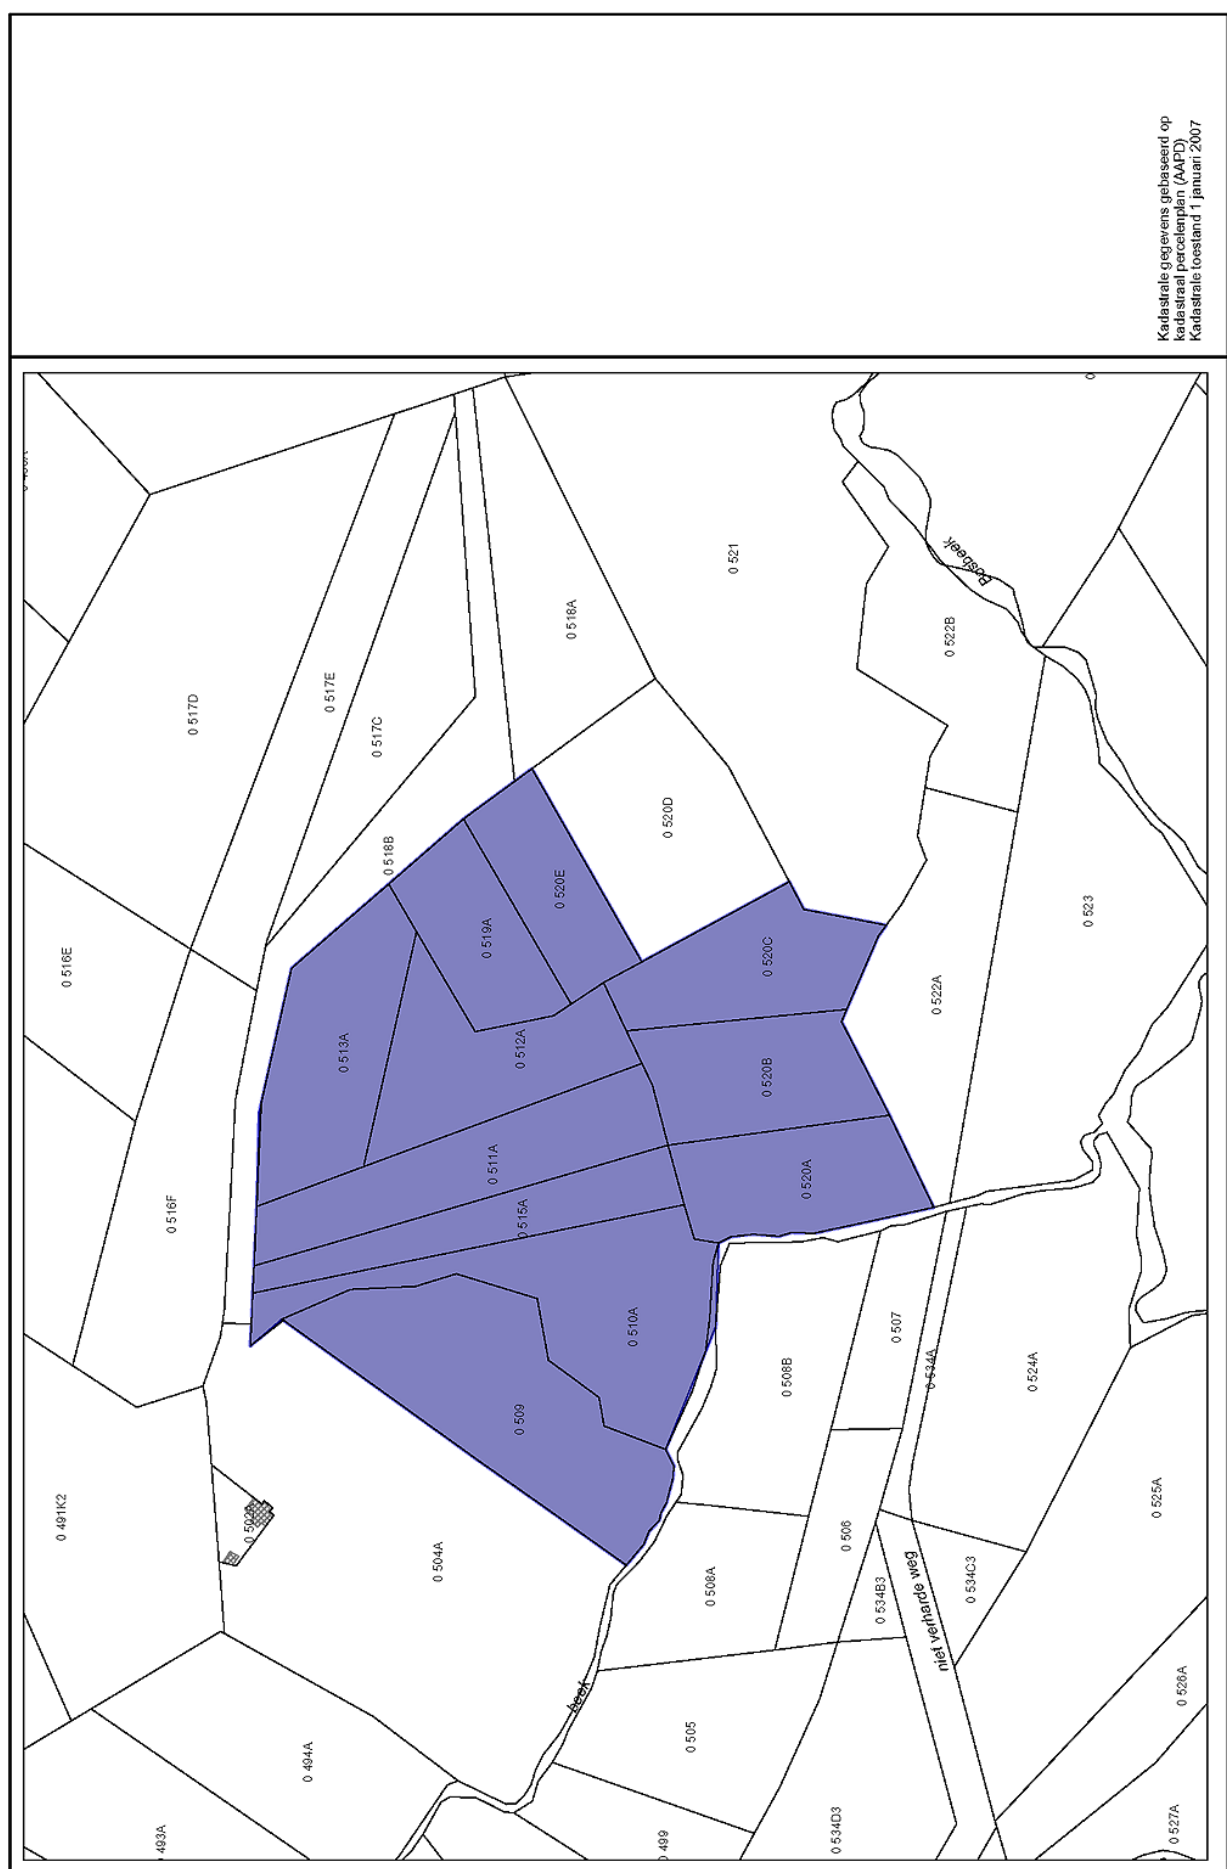 Kadastrale gegevens gebaseerd op
kadastraal percelenplan (AAPD)
Kadastrale toestand 1 januari 2007
0 491K2
0 516E
0 493A
0 494A
0 516F
0 517D
0 517E
0 517C
0 504A
0 513A
0 518B
0 509
0 515A
0 511A
0 512A
0 519A
0 520E
0 518A
beek
0 510A
0 520D
0 499
0 505
0 508A
0 508B
0 520A
0 520B
0 520C
0 521
0 534D3
0 506
0 534B3
0 507
niet verharde weg
0 534A
0 522A
0 522B
Bosbeek
0 534C3
0 524A
0 523
0 525A
0 526A
0 527A
0